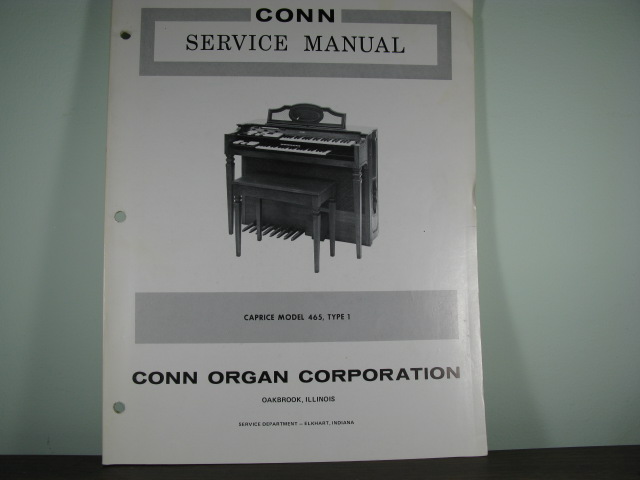 CONN
SERVICE MANUAL
CAPRICE MODEL 465, TYPE 1
CONN ORGAN CORPORATION
OAKBROOK, ILLINOIS
SERVICE DEPARTMENT – ELKHART, INDIANA